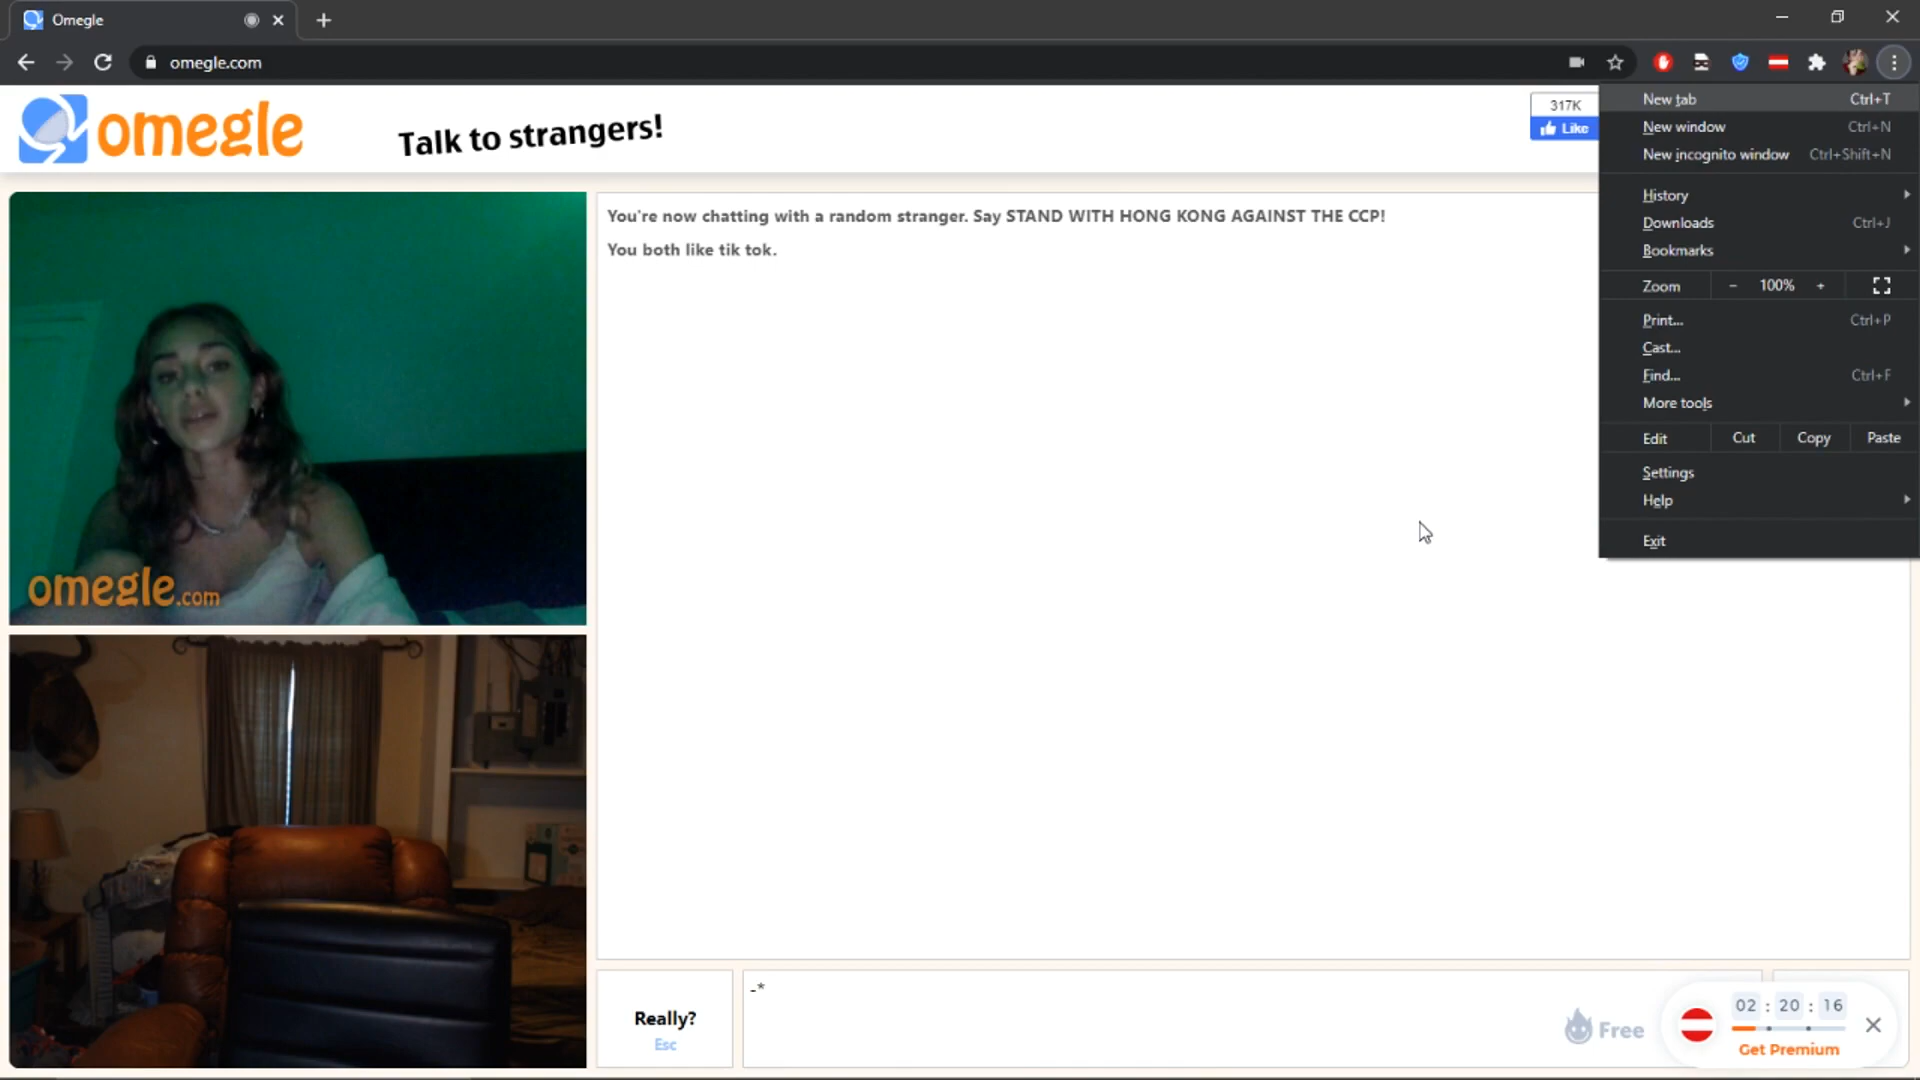 Omegle
omegle.com
omegle
Talk to strangers!
317K
Like
New tab Ctrl+T
New window Ctrl+N
New incognito window Ctrl+Shift+N
History
Downloads Ctrl+J
Bookmarks
Zoom - 100% +
Print... Ctrl+P
Cast...
Find... Ctrl+F
More tools
Edit Cut Copy Paste
Settings
Help
Exit
You're now chatting with a random stranger. Say STAND WITH HONG KONG AGAINST THE CCP!
You both like tik tok.
omegle.com
Really?
Esc
-*
Free
02 : 20 : 16
Get Premium